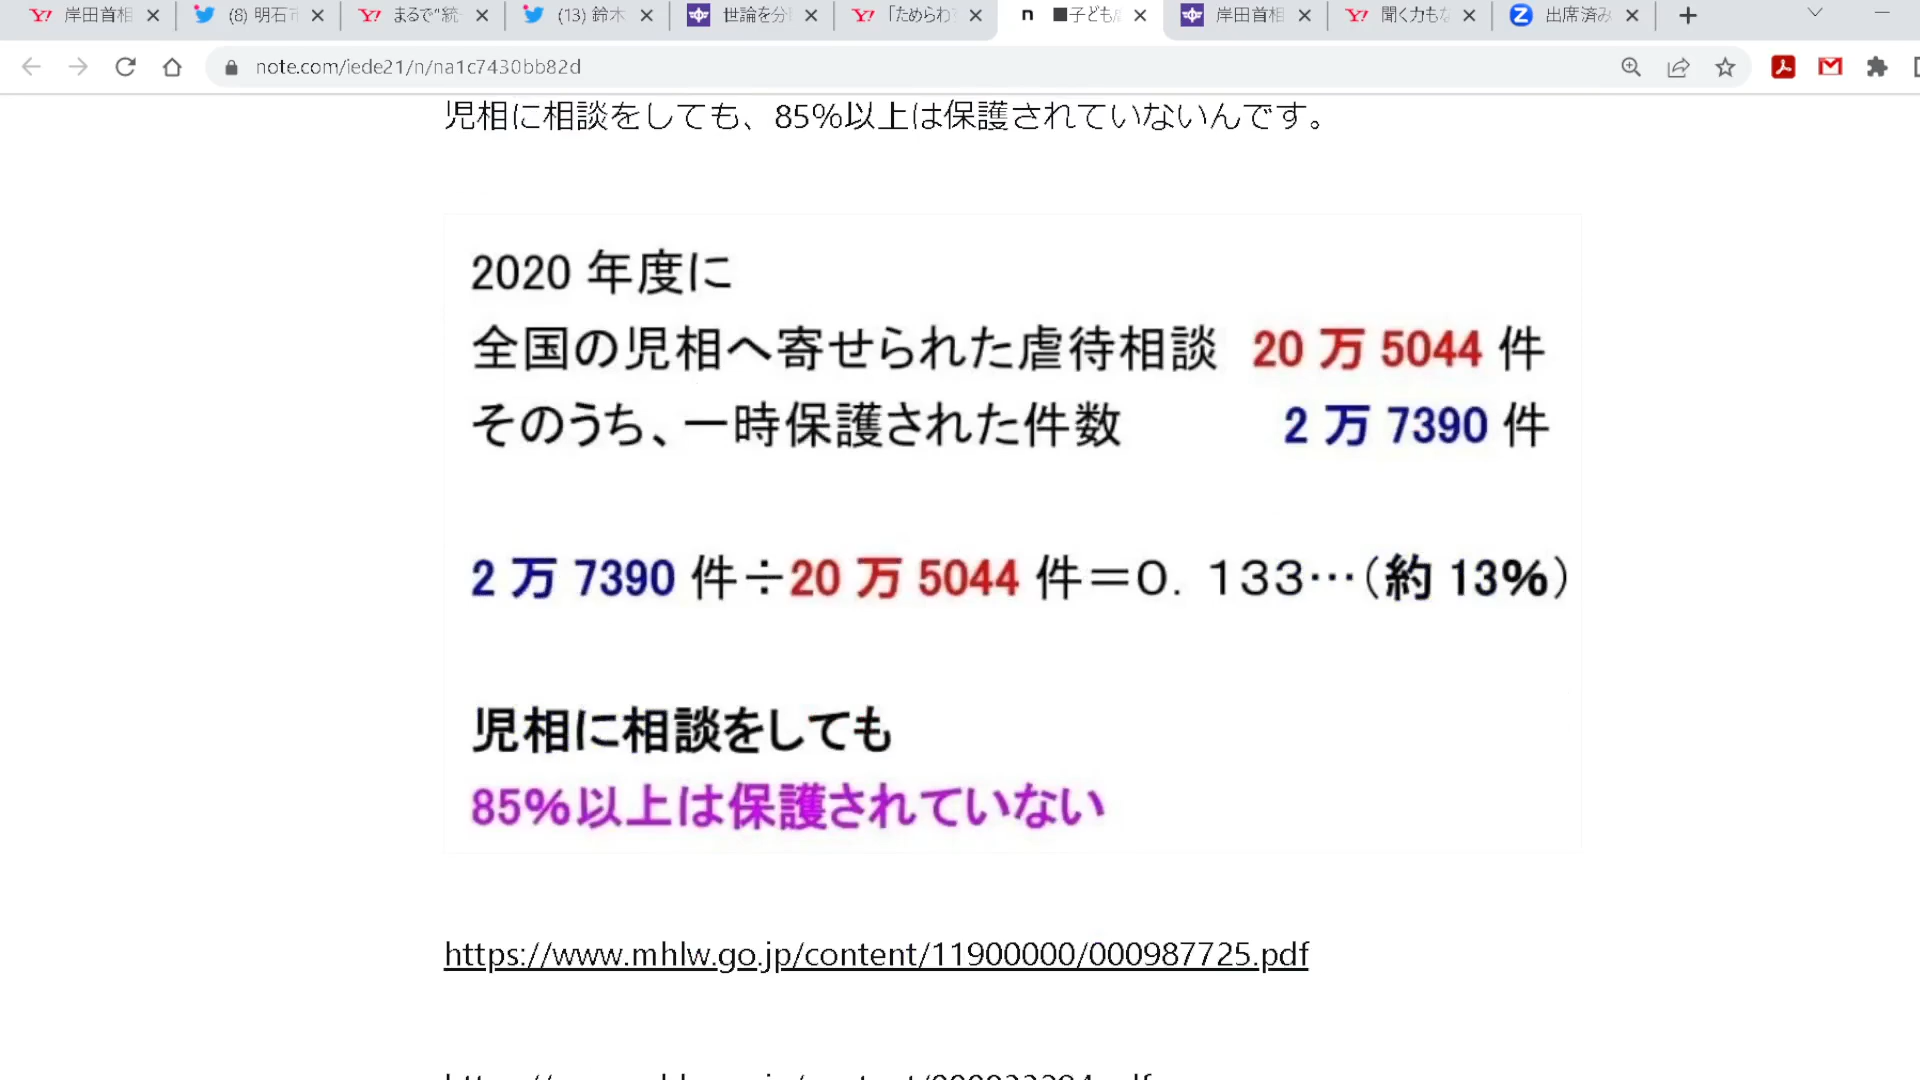 岸田首相
(8) 明石市
まるで"統一
(13) 鈴木
世論を分
「ためらわ
■子ども
岸田首相
聞く力もな
出席済み
note.com/iede21/n/na1c7430bb82d
児相に相談をしても、85%以上は保護されていないんです。
2020 年度に
全国の児相へ寄せられた虐待相談 20 万 5044 件
そのうち、一時保護された件数 2 万 7390 件
2 万 7390 件÷20 万 5044 件=0. 133…(約 13%)
児相に相談をしても
85%以上は保護されていない
https://www.mhlw.go.jp/content/11900000/000987725.pdf